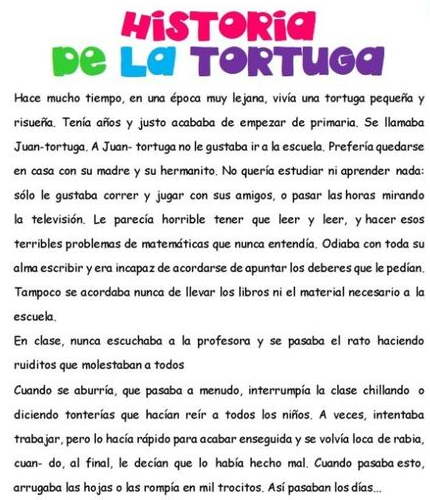 HISTORIA
DE LA TORTUGA
Hace mucho tiempo, en una época muy lejana, vivía una tortuga pequeña y
risueña. Tenía años y justo acababa de empezar de primaria. Se llamaba
Juan-tortuga. A Juan- tortuga no le gustaba ir a la escuela. Prefería quedarse
en casa con su madre y su hermanito. No quería estudiar ni aprender nada:
sólo le gustaba correr y jugar con sus amigos, o pasar las horas mirando
la televisión. Le parecía horrible tener que leer y leer, y hacer esos
terribles problemas de matemáticas que nunca entendía. Odiaba con toda su
alma escribir y era incapaz de acordarse de apuntar los deberes que le pedían.
Tampoco se acordaba nunca de llevar los libros ni el material necesario a la
escuela.
En clase, nunca escuchaba a la profesora y se pasaba el rato haciendo
ruiditos que molestaban a todos
Cuando se aburría, que pasaba a menudo, interrumpía la clase chillando o
diciendo tonterías que hacían reír a todos los niños. A veces, intentaba
trabajar, pero lo hacía rápido para acabar enseguida y se volvía loca de rabia,
cuan- do, al final, le decían que lo había hecho mal. Cuando pasaba esto,
arrugaba las hojas o las rompía en mil trocitos. Así pasaban los días...